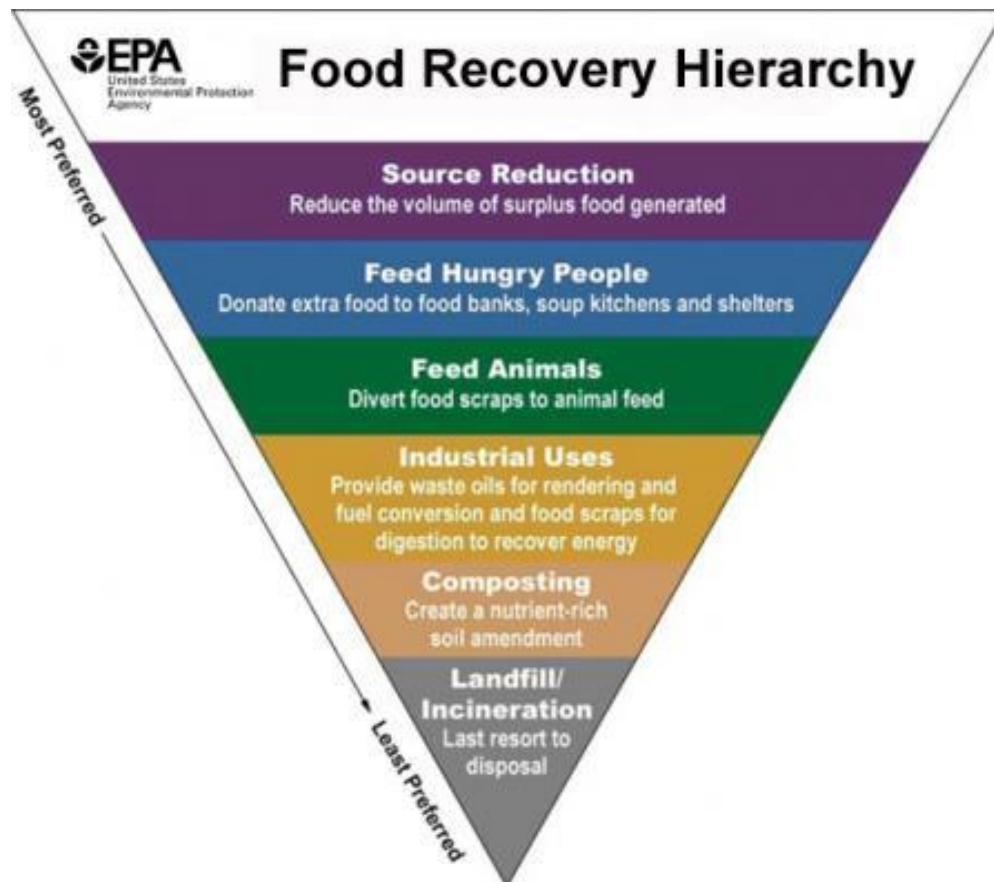 EPA
United States
Environmental Protection
Agency
Food Recovery Hierarchy
Most Preferred
Source Reduction
Reduce the volume of surplus food generated
Feed Hungry People
Donate extra food to food banks, soup kitchens and shelters
Feed Animals
Divert food scraps to animal feed
Industrial Uses
Provide waste oils for rendering and
fuel conversion and food scraps for
digestion to recover energy
Composting
Create a nutrient-rich
soil amendment
Landfill/
Incineration
Last resort to
disposal
Least Preferred